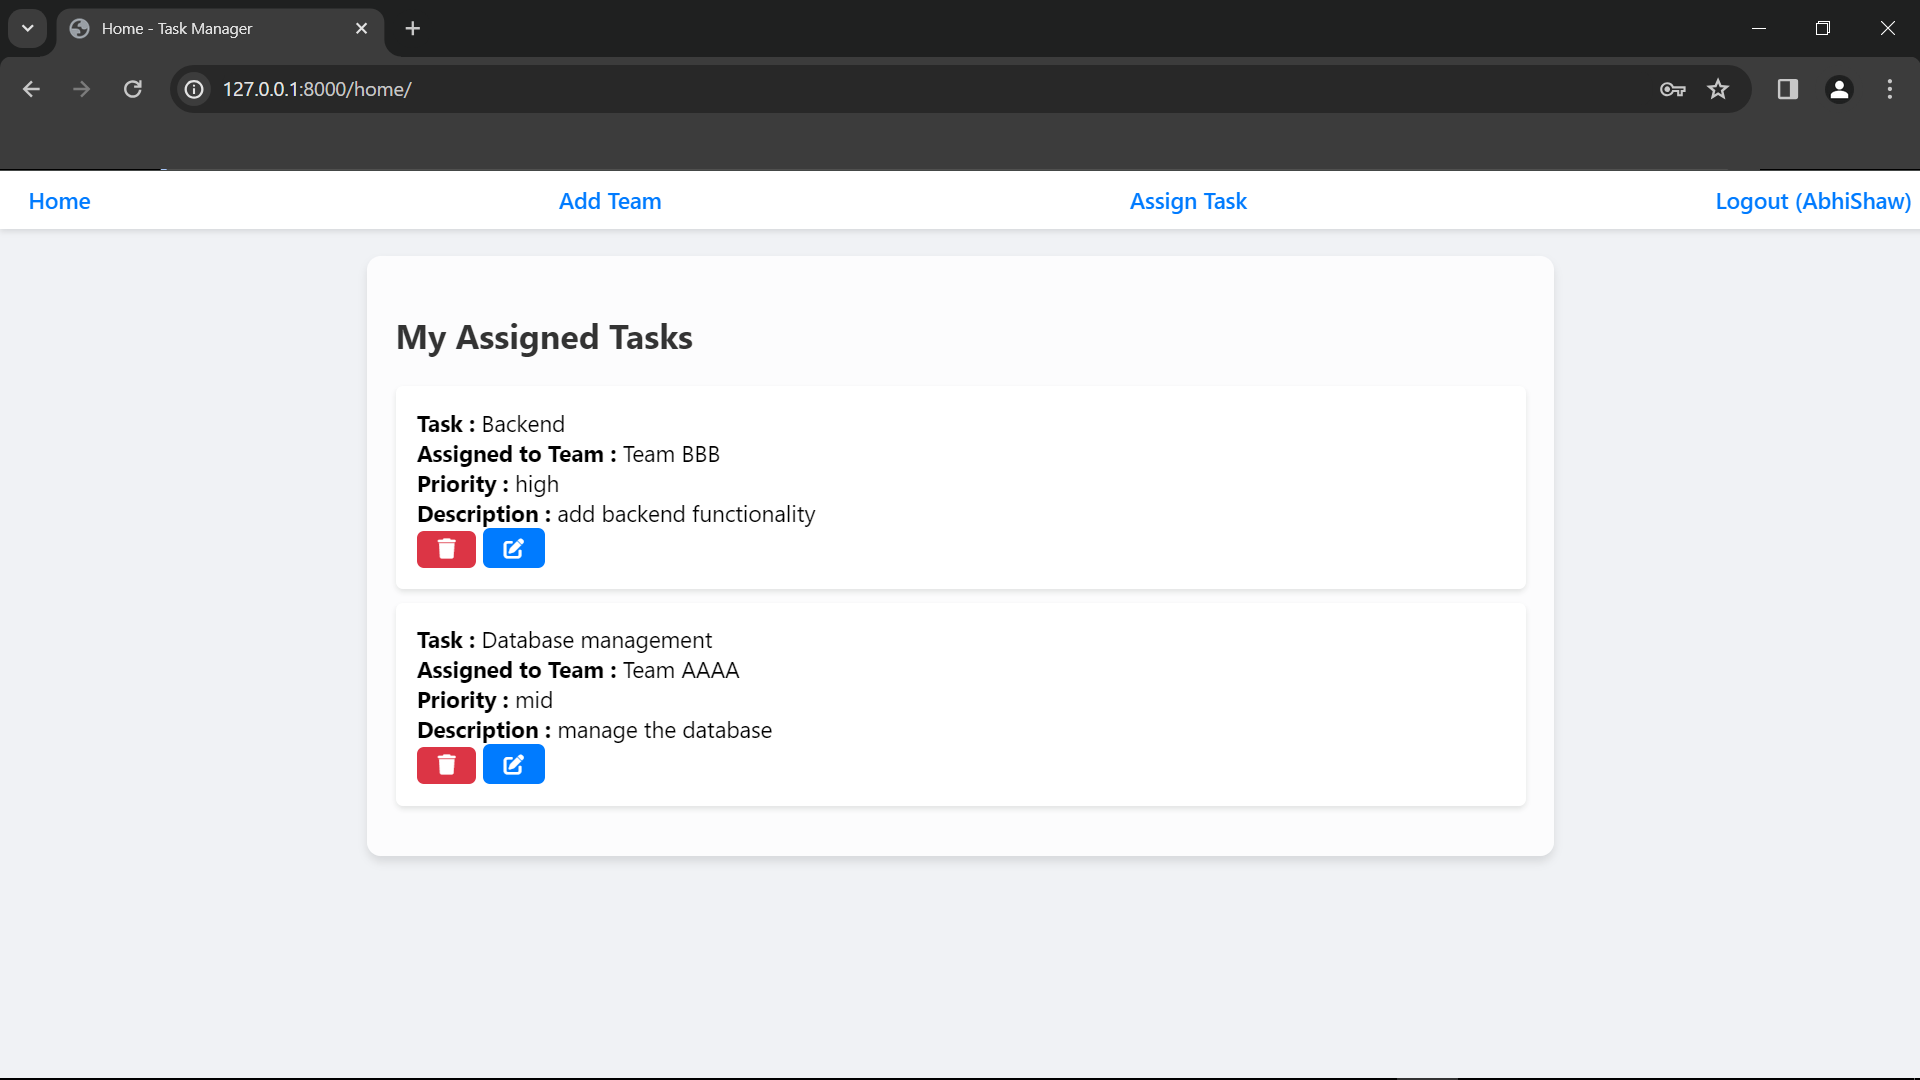 Home - Task Manager
127.0.0.1:8000/home/
Home Add Team Assign Task Logout (AbhiShaw)
My Assigned Tasks
Task : Backend
Assigned to Team : Team BBB
Priority : high
Description : add backend functionality
Task : Database management
Assigned to Team : Team AAAA
Priority : mid
Description : manage the database